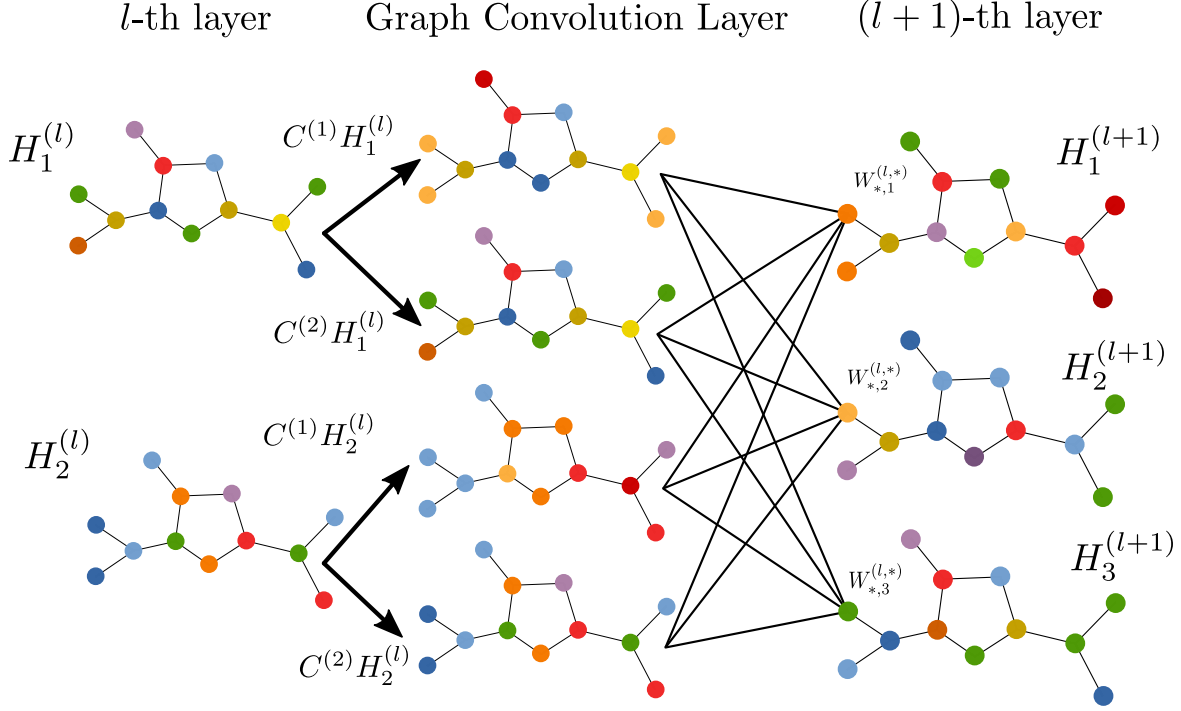 l-th layer
Graph Convolution Layer
(l + 1)-th layer
H_1^{(l)}
C^{(1)}H_1^{(l)}
C^{(2)}H_1^{(l)}
H_2^{(l)}
C^{(1)}H_2^{(l)}
C^{(2)}H_2^{(l)}
W_{*,1}^{(l,*)}
H_1^{(l+1)}
W_{*,2}^{(l,*)}
H_2^{(l+1)}
W_{*,3}^{(l,*)}
H_3^{(l+1)}